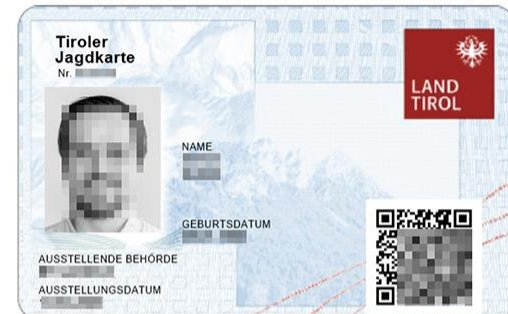 Tiroler
Jagdkarte
Nr.
LAND
TIROL
NAME
GEBURTSDATUM
AUSSTELLENDE BEHÖRDE
AUSSTELLUNGSDATUM